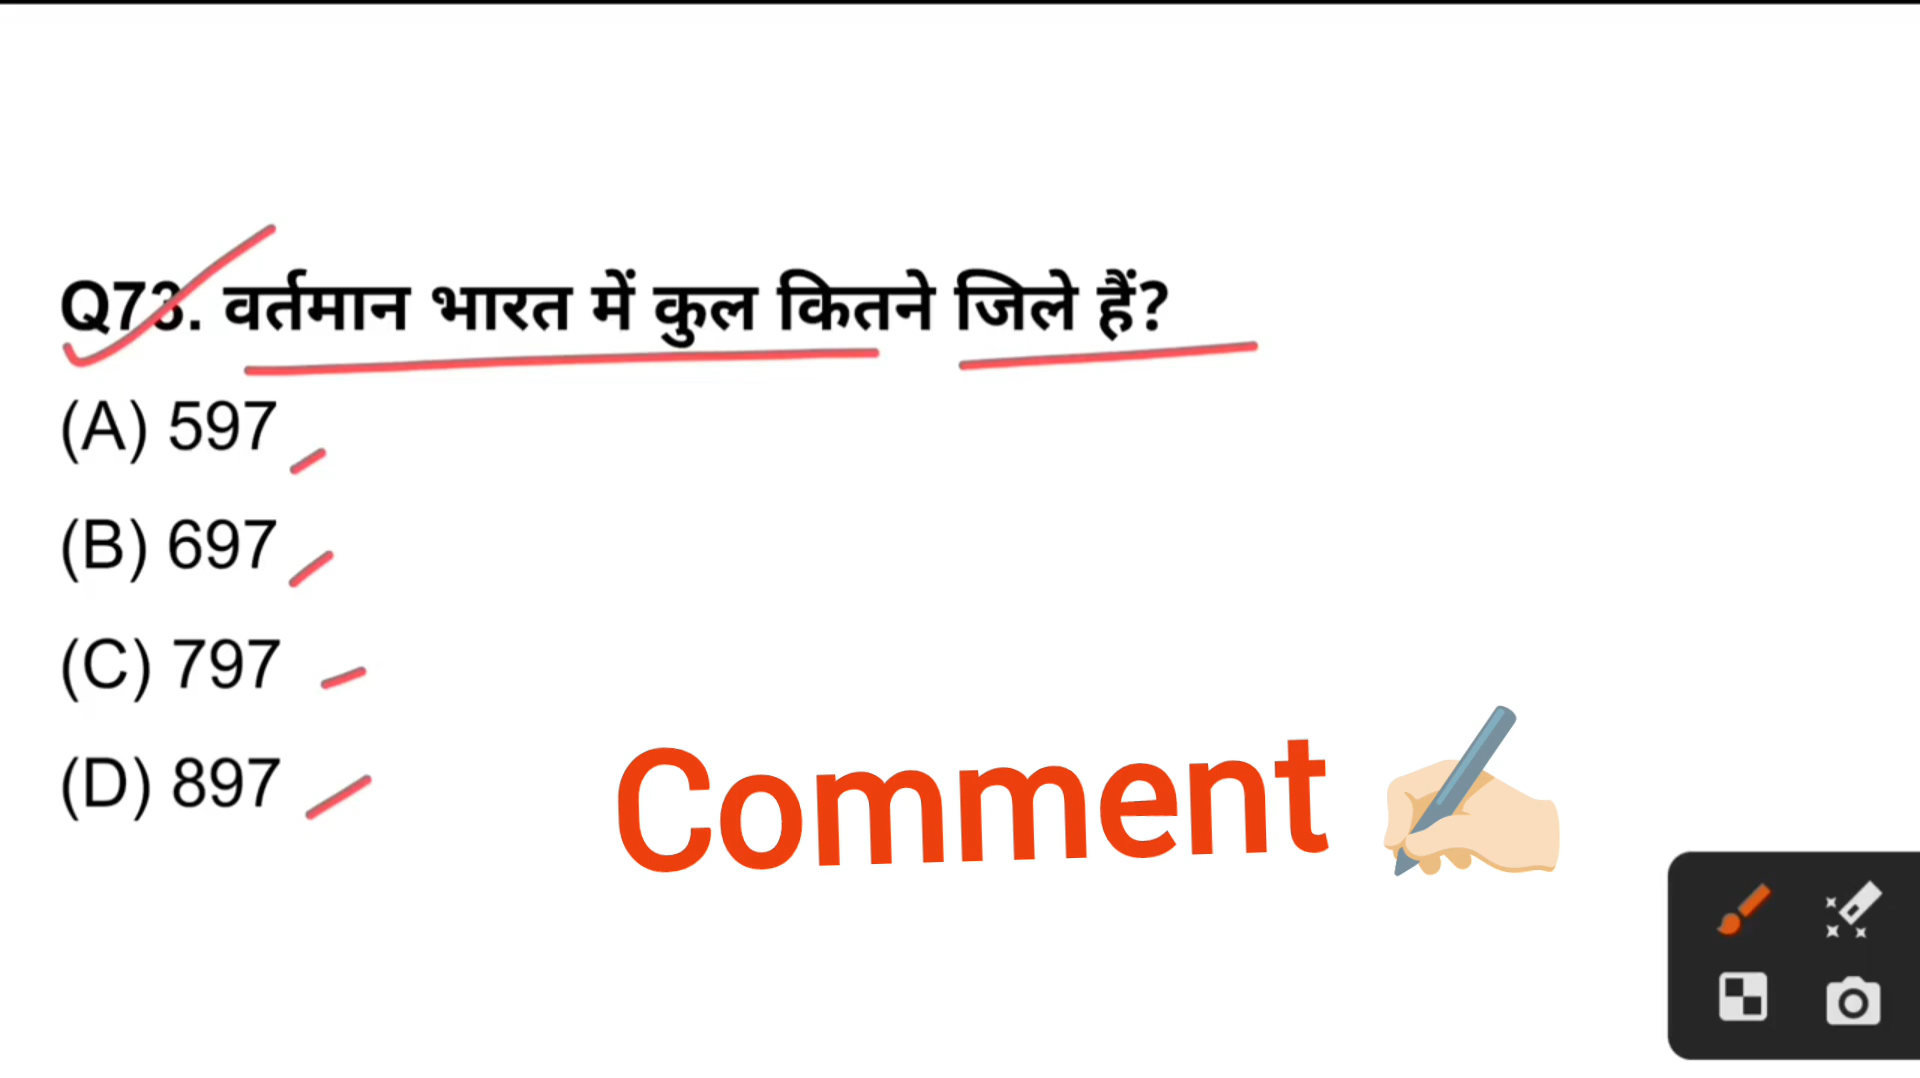 Q73. वर्तमान भारत में कुल कितने जिले हैं?
(A) 597
(B) 697
(C) 797
(D) 897
Comment